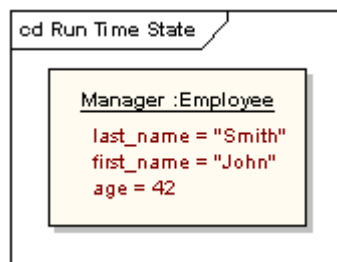 cd Run Time State
Manager :Employee
last_name = "Smith"
first_name = "John"
age = 42